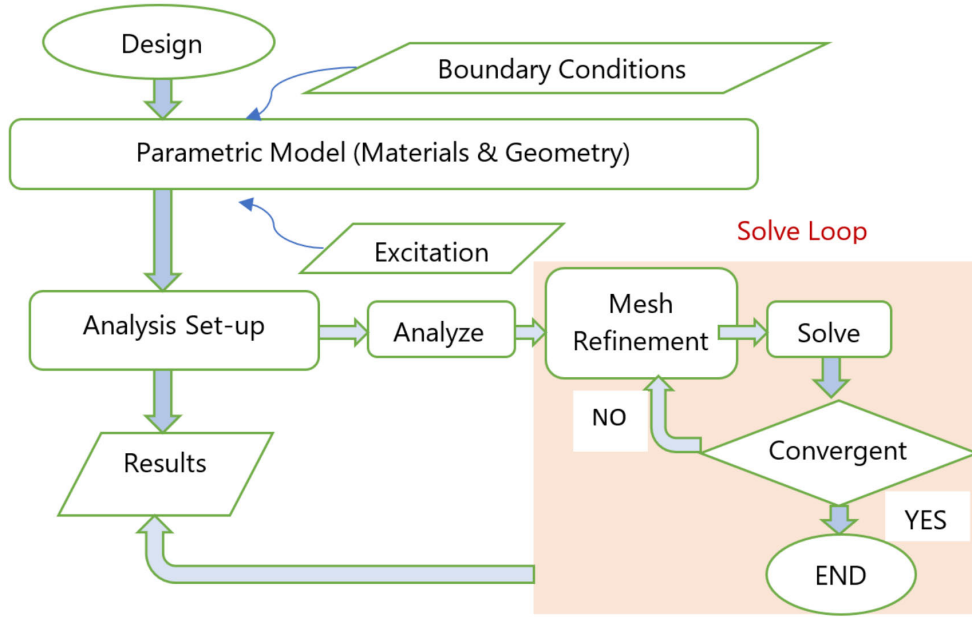 Design
Boundary Conditions
Parametric Model (Materials & Geometry)
Excitation
Solve Loop
Analysis Set-up
Analyze
Mesh
Refinement
Solve
NO
Convergent
Results
YES
END